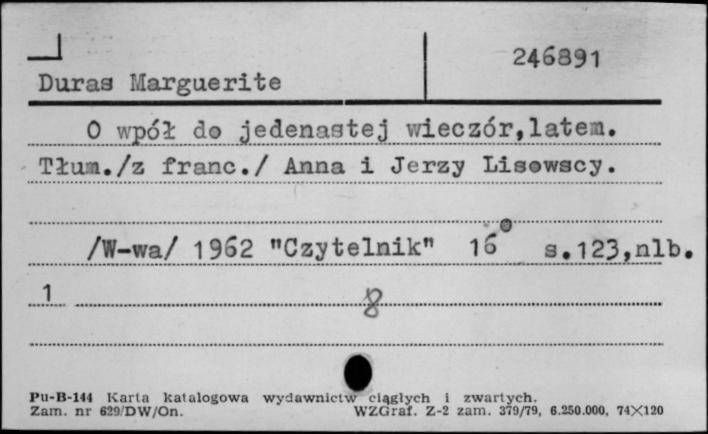 246891
Duras Marguerite
O wpół do jedenastej wieczór,latem.
Tłum./z franc./ Anna i Jerzy Lisowscy.
/W-wa/ 1962 "Czytelnik" 16° s.123,nlb.
1
8
Pu-B-144 Karta katalogowa wydawnictw ciągłych i zwartych.
Zam. nr 629/DW/On. WZGraf. Z-2 zam. 379/79, 6.250.000, 74×120